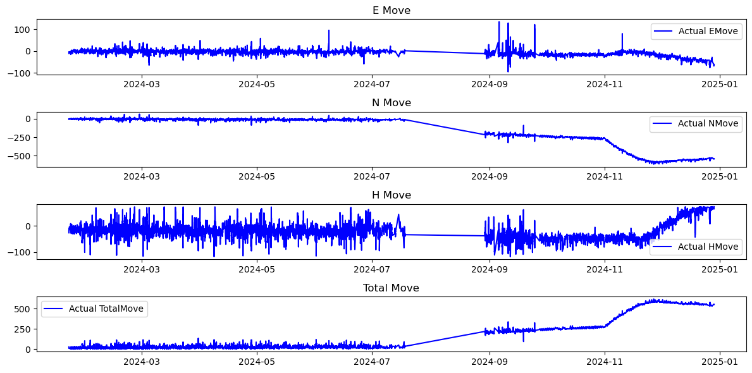 E Move
100
0
−100
Actual EMove
2024-03 2024-05 2024-07 2024-09 2024-11 2025-01
N Move
0
−250
−500
Actual NMove
2024-03 2024-05 2024-07 2024-09 2024-11 2025-01
H Move
0
−100
Actual HMove
2024-03 2024-05 2024-07 2024-09 2024-11 2025-01
Total Move
500
250
0
Actual TotalMove
2024-03 2024-05 2024-07 2024-09 2024-11 2025-01